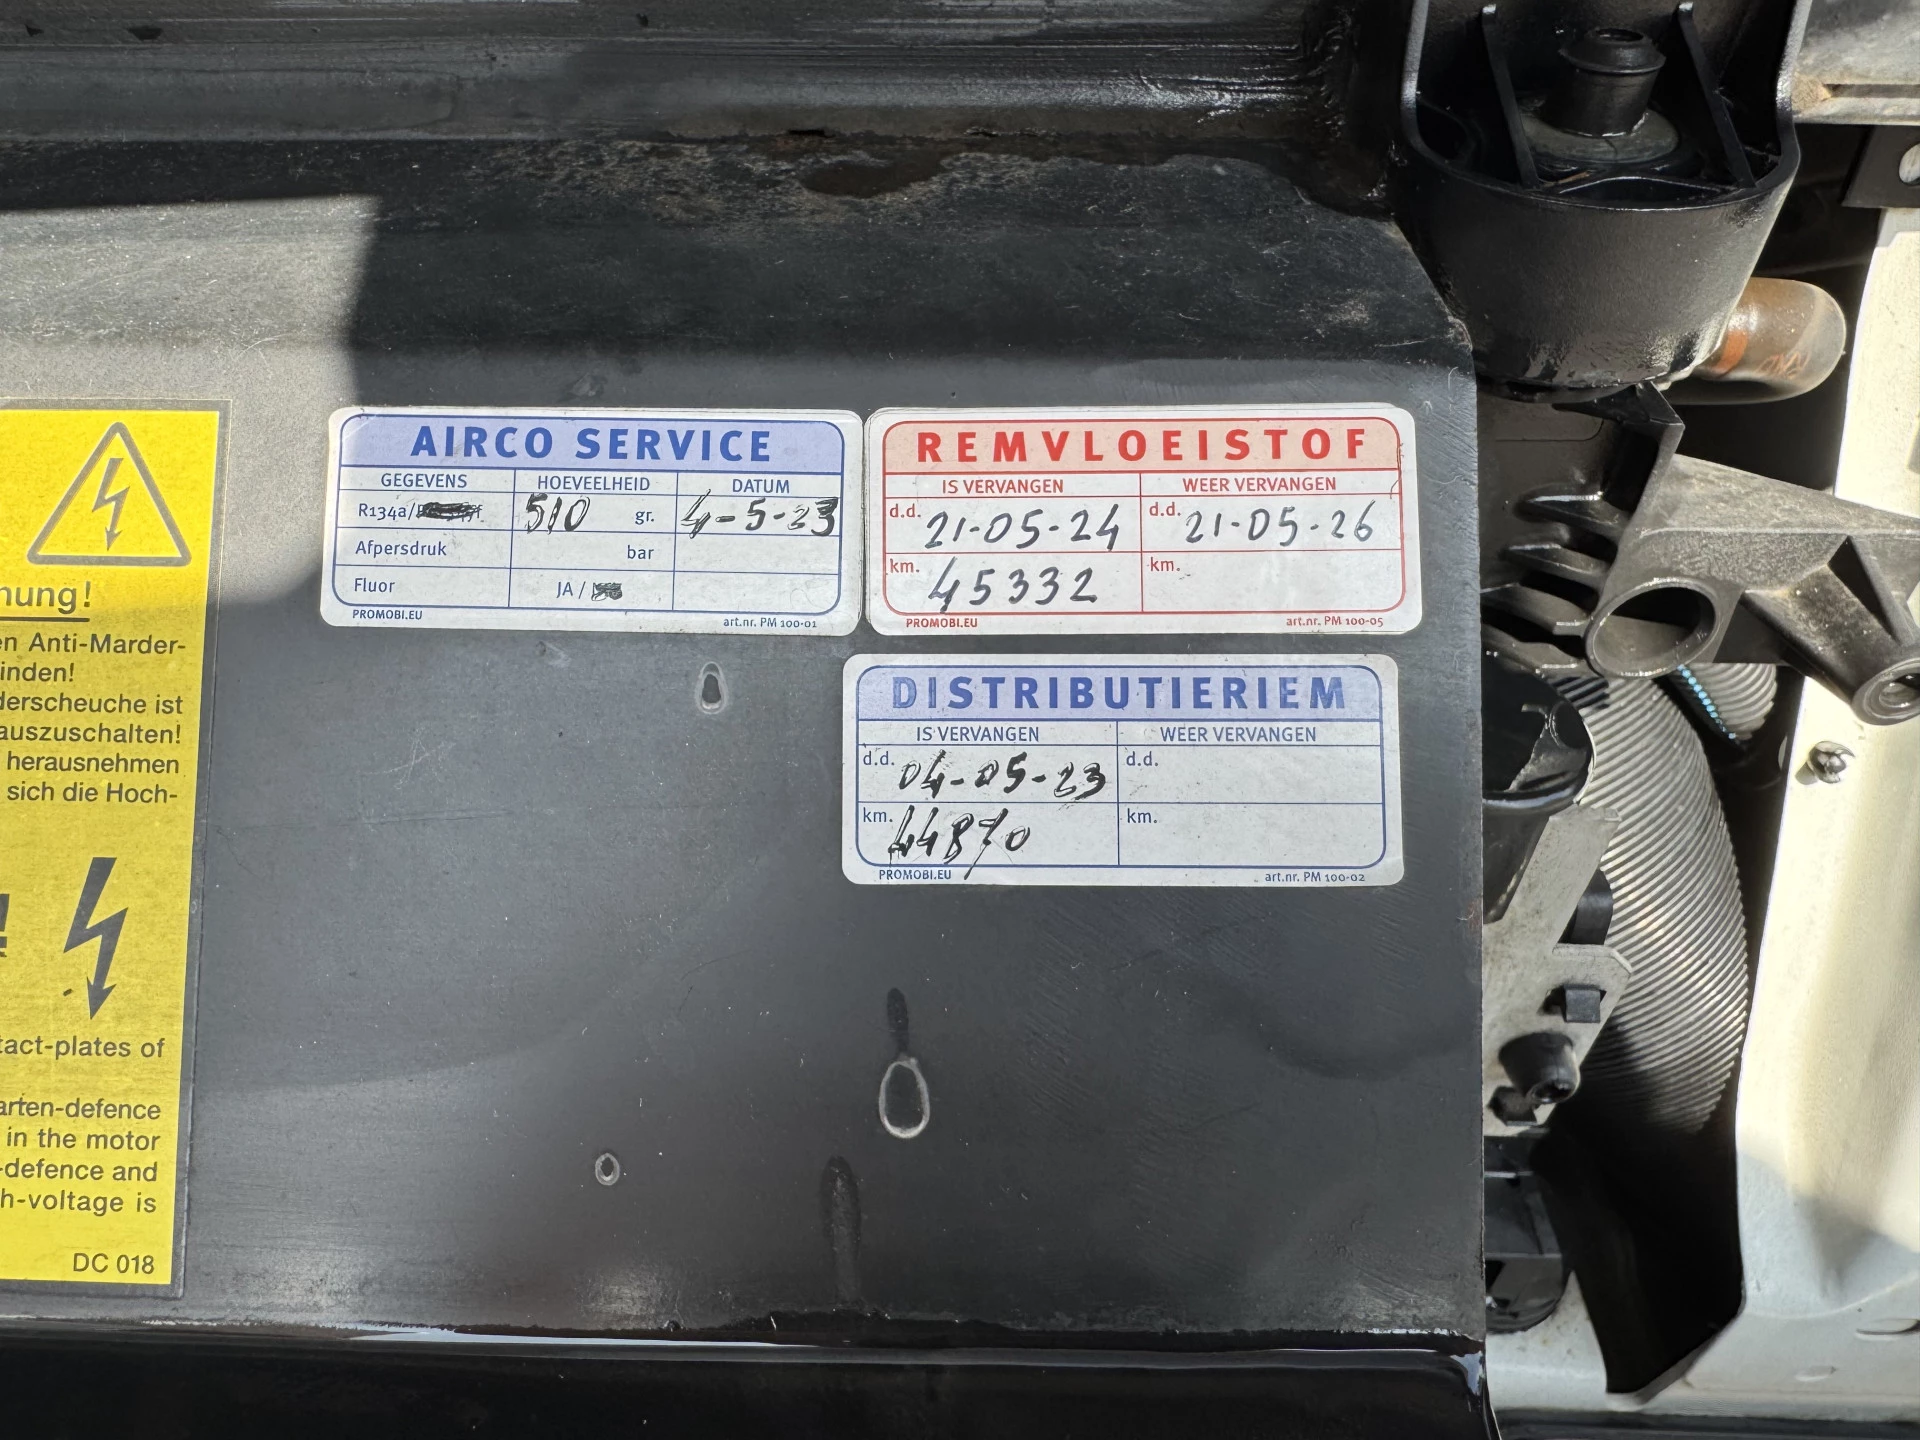 AIRCO SERVICE
GEGEVENS HOEVEELHEID DATUM
R134a/ 510 gr. 4-5-23
Afpersdruk bar
Fluor JA /
PROMOBI.EU art.nr. PM 100-01
REMVLOEISTOF
IS VERVANGEN WEER VERVANGEN
d.d. 21-05-24 d.d. 21-05-26
km. 45332 km.
PROMOBI.EU art.nr. PM 100-05
DISTRIBUTIERIEM
IS VERVANGEN WEER VERVANGEN
d.d. 04-05-23 d.d.
km. 44870 km.
PROMOBI.EU art.nr. PM 100-02
nung!
en Anti-Marder-
inden!
derscheuche ist
auszuschalten!
herausnehmen
sich die Hoch-
!
tact-plates of
arten-defence
in the motor
-defence and
h-voltage is
DC 018